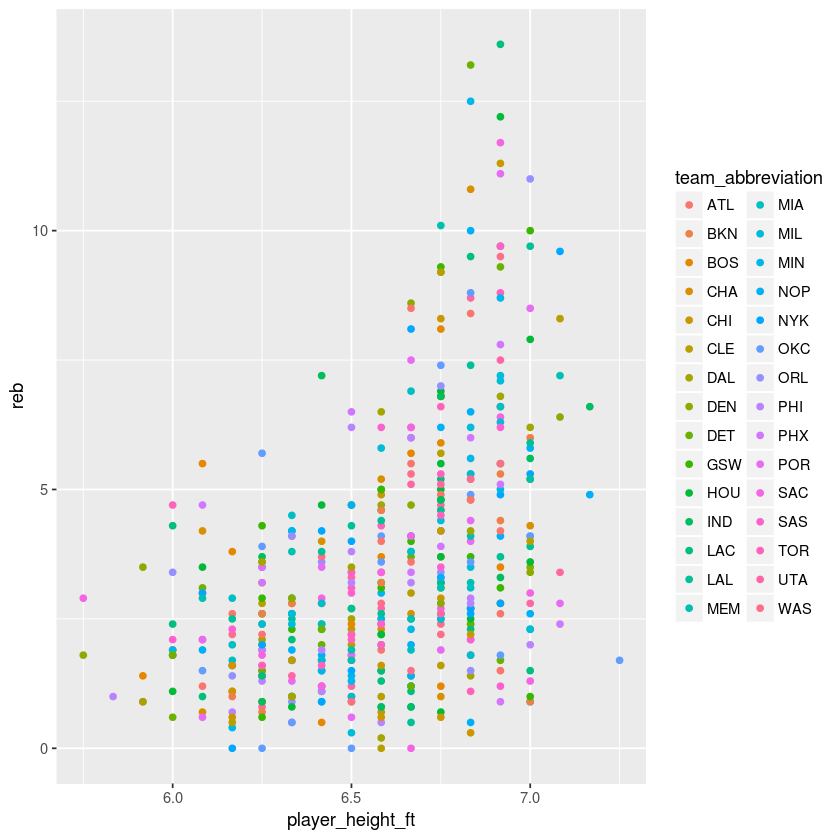 reb
10
5
0
6.0 6.5 7.0
player_height_ft
team_abbreviation
ATL MIA
BKN MIL
BOS MIN
CHA NOP
CHI NYK
CLE OKC
DAL ORL
DEN PHI
DET PHX
GSW POR
HOU SAC
IND SAS
LAC TOR
LAL UTA
MEM WAS